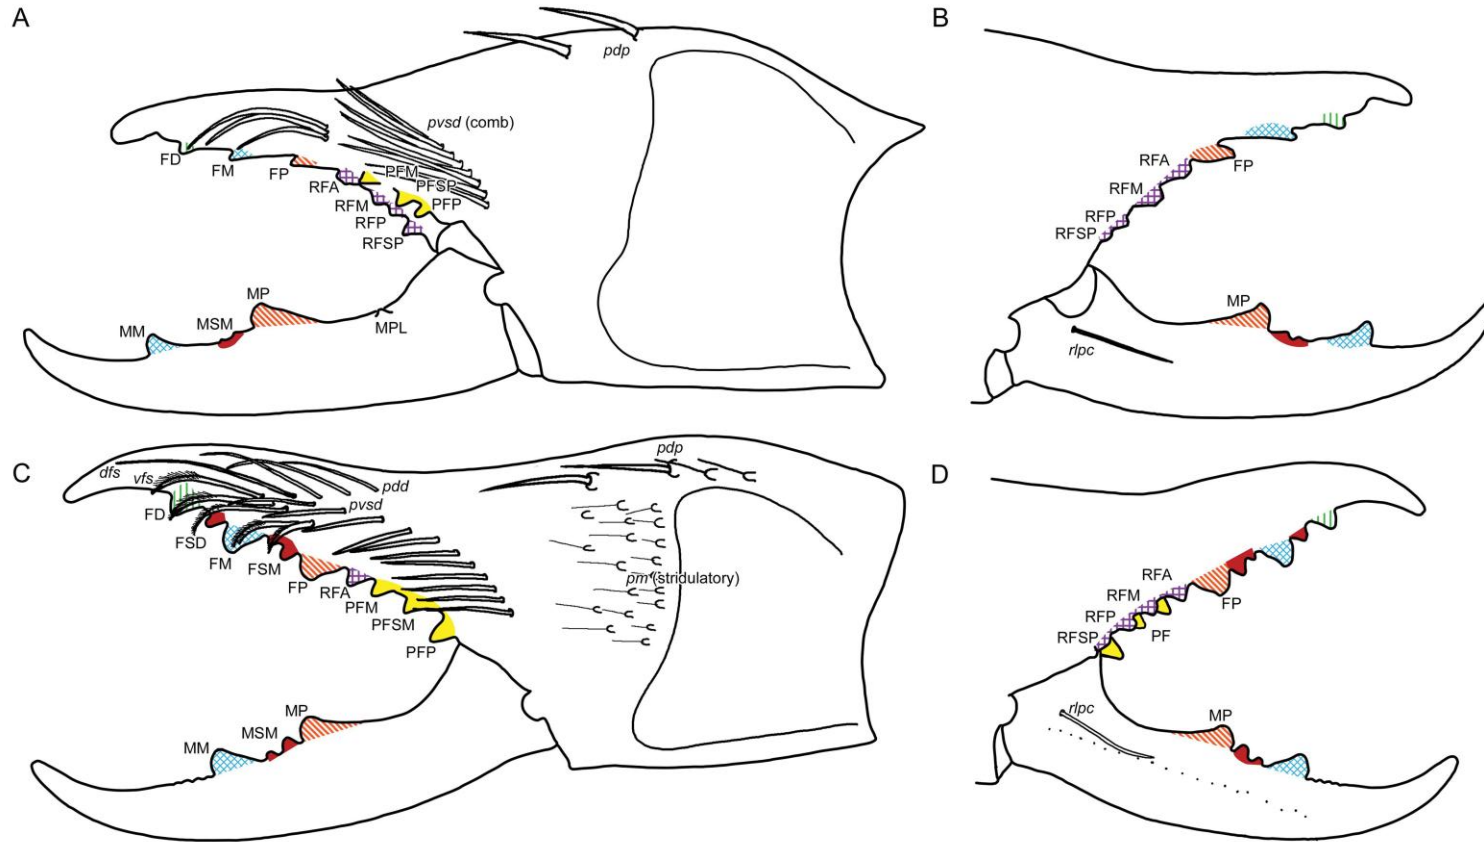 A
pdp
pvsd (comb)
FD
FM
FP
RFA
PFM
PFSP
PFP
RFM
RFP
RFSP
MP
MSM
MM
MPL
B
RFA
FP
RFM
RFP
RFSP
MP
rlpc
C
dfs
vfs
pdd
pdp
pvsd
FD
FSD
FM
FSM
FP
RFA
PFM
PFSM
PFP
pm (stridulatory)
MP
MSM
MM
D
RFA
FP
RFM
RFP
PF
RFSP
rlpc
MP